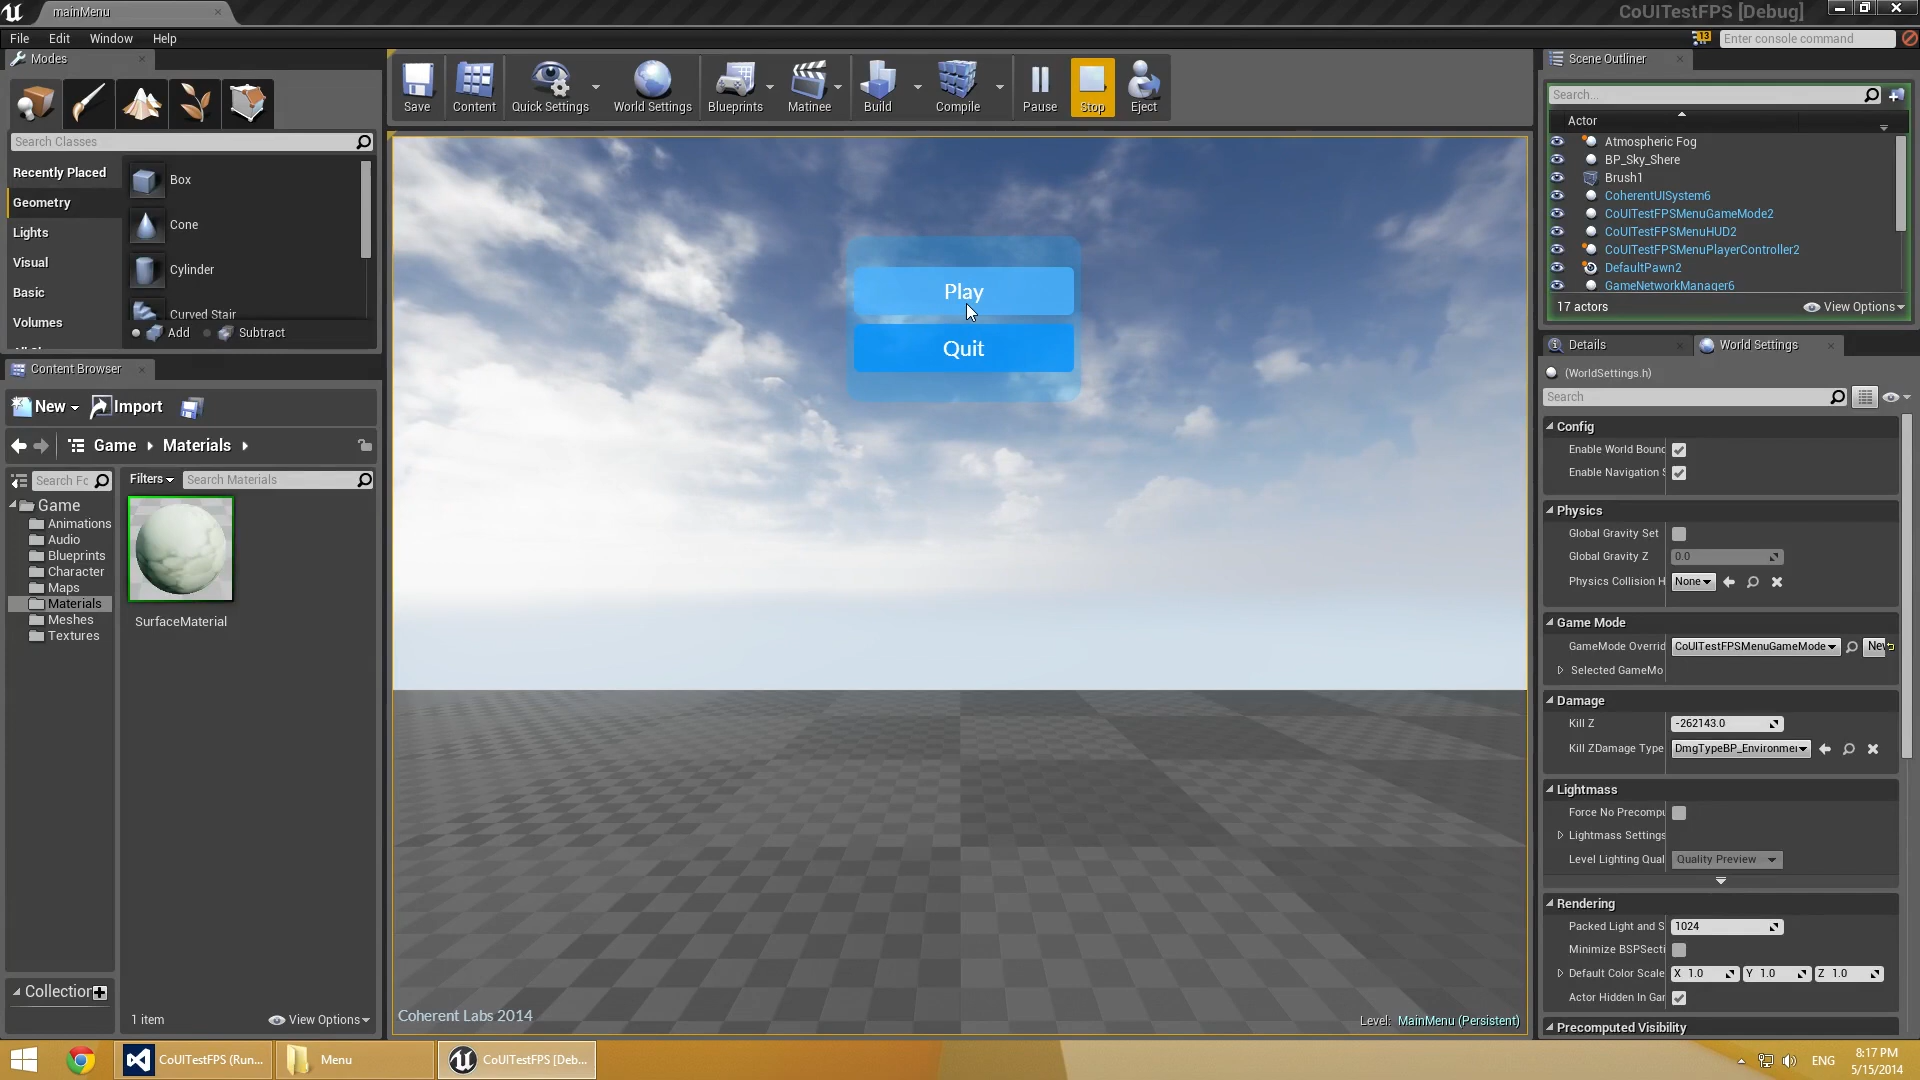 mainMenu
CoUITestFPS [Debug]
File Edit Window Help
13
Enter console command
Modes
Search Classes
Recently Placed
Geometry
Lights
Visual
Basic
Volumes
Box
Cone
Cylinder
Curved Stair
Add Subtract
Save
Content
Quick Settings
World Settings
Blueprints
Matinee
Build
Compile
Pause
Stop
Eject
Play
Quit
Coherent Labs 2014
Level: MainMenu (Persistent)
Content Browser
New Import
Game Materials
Search Fo
Filters Search Materials
Game
Animations
Audio
Blueprints
Character
Maps
Materials
Meshes
Textures
SurfaceMaterial
Collection
1 item View Options
Scene Outliner
Search...
Actor
Atmospheric Fog
BP_Sky_Shere
Brush1
CoherentUISystem6
CoUITestFPSMenuGameMode2
CoUITestFPSMenuHUD2
CoUITestFPSMenuPlayerController2
DefaultPawn2
GameNetworkManager6
17 actors View Options
Details World Settings
(WorldSettings.h)
Search
Config
Enable World Bounc
Enable Navigation S
Physics
Global Gravity Set
Global Gravity Z 0.0
Physics Collision H None
Game Mode
GameMode Overrid CoUITestFPSMenuGameMode Ne
Selected GameMo
Damage
Kill Z -262143.0
Kill ZDamage Type DmgTypeBP_Environmen
Lightmass
Force No Precompu
Lightmass Settings
Level Lighting Qual Quality Preview
Rendering
Packed Light and S 1024
Minimize BSPSecti
Default Color Scale X 1.0 Y 1.0 Z 1.0
Actor Hidden In Gar
Precomputed Visibility
CoUITestFPS (Run...
Menu
CoUITestFPS [Deb...
ENG
8:17 PM
5/15/2014